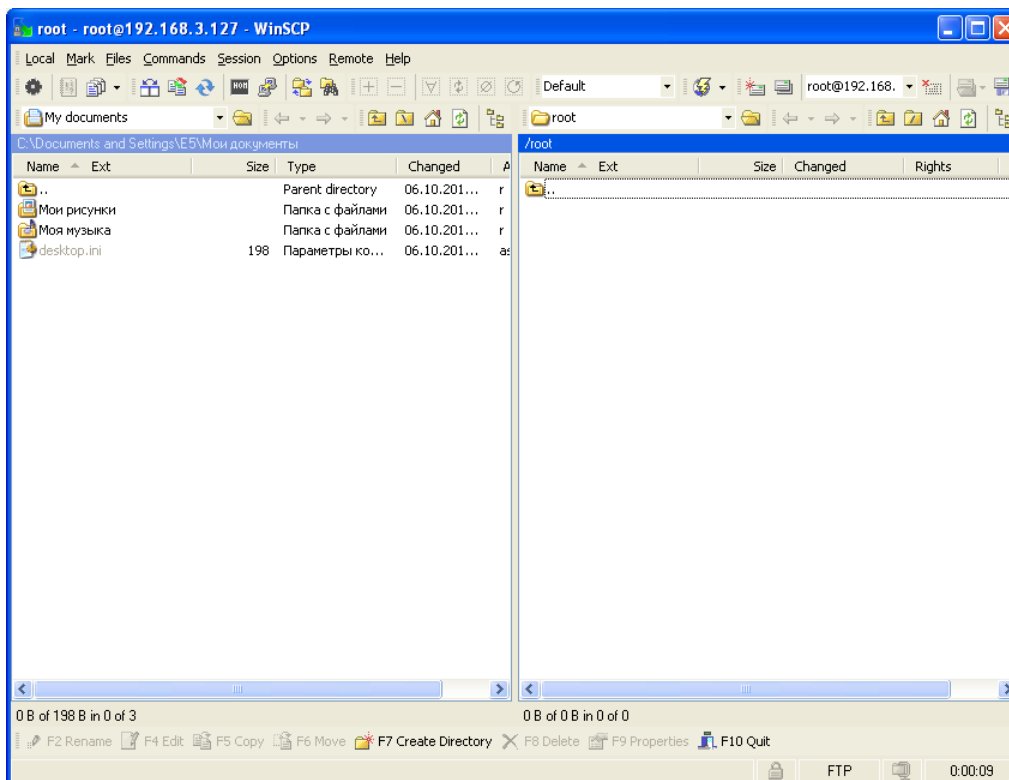 root - root@192.168.3.127 - WinSCP
Local Mark Files Commands Session Options Remote Help
Default root@192.168.
My documents root
C:\Documents and Settings\E5\Мои документы /root
Name Ext Size Type Changed Name Ext Size Changed Rights
.. Parent directory 06.10.201... r ..
Мои рисунки Папка с файлами 06.10.201... r
Моя музыка Папка с файлами 06.10.201... r
desktop.ini 198 Параметры ко... 06.10.201...
0 B of 198 B in 0 of 3 0 B of 0 B in 0 of 0
F2 Rename F4 Edit F5 Copy F6 Move F7 Create Directory F8 Delete F9 Properties F10 Quit
FTP 0:00:09